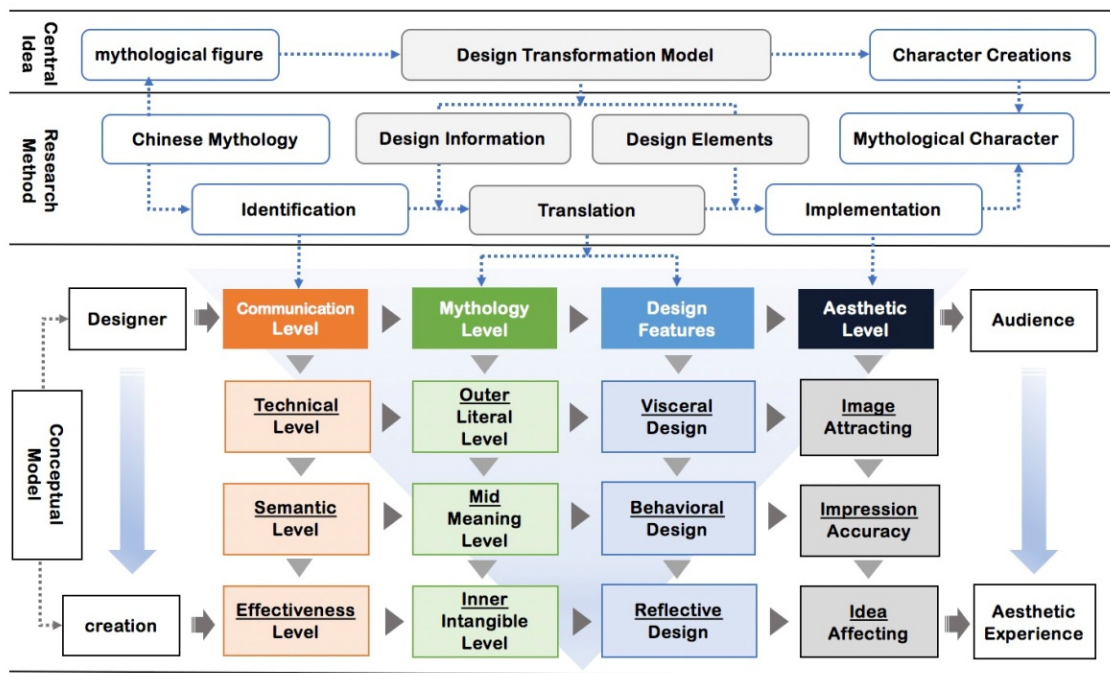 Central
Idea
mythological figure
Design Transformation Model
Character Creations
Research
Method
Chinese Mythology
Design Information
Design Elements
Mythological Character
Identification
Translation
Implementation
Conceptual
Model
Designer
Communication
Level
Mythology
Level
Design
Features
Aesthetic
Level
Audience
Technical
Level
Outer
Literal
Level
Visceral
Design
Image
Attracting
Semantic
Level
Mid
Meaning
Level
Behavioral
Design
Impression
Accuracy
creation
Effectiveness
Level
Inner
Intangible
Level
Reflective
Design
Idea
Affecting
Aesthetic
Experience